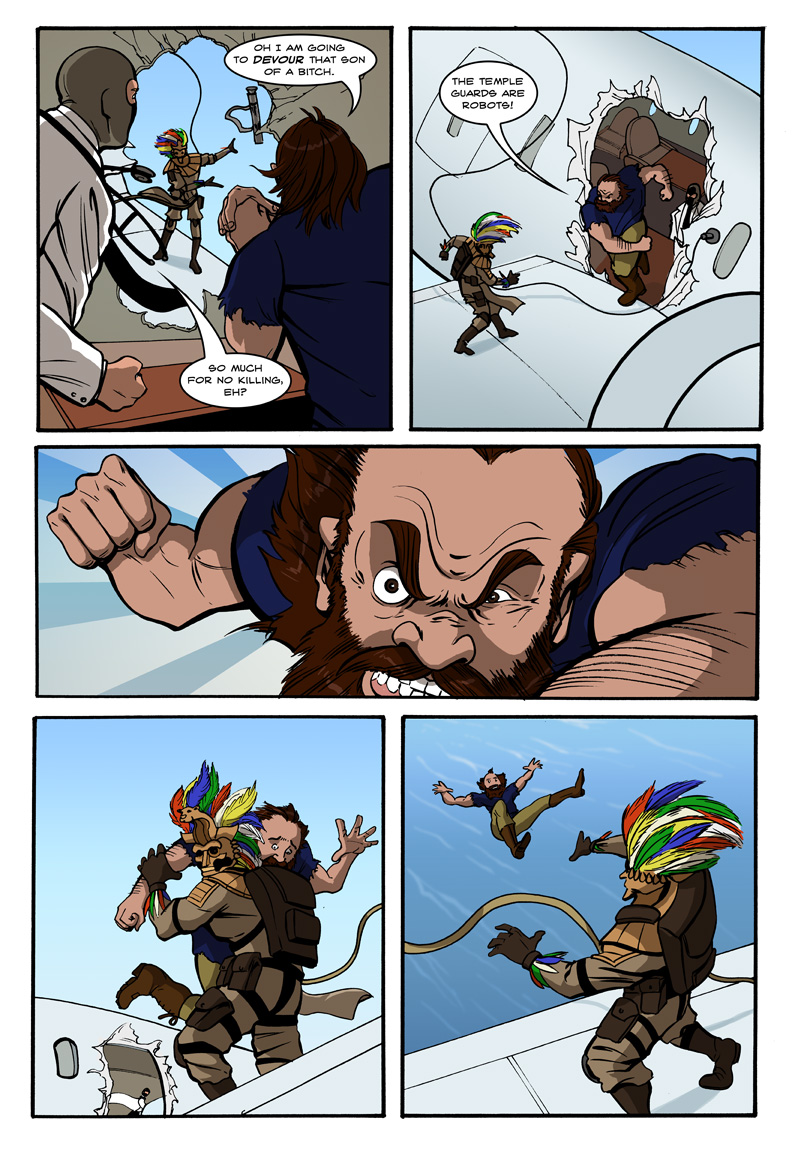 OH I AM GOING
TO DEVOUR THAT SON
OF A BITCH.
SO MUCH
FOR NO KILLING,
EH?
THE TEMPLE
GUARDS ARE
ROBOTS!